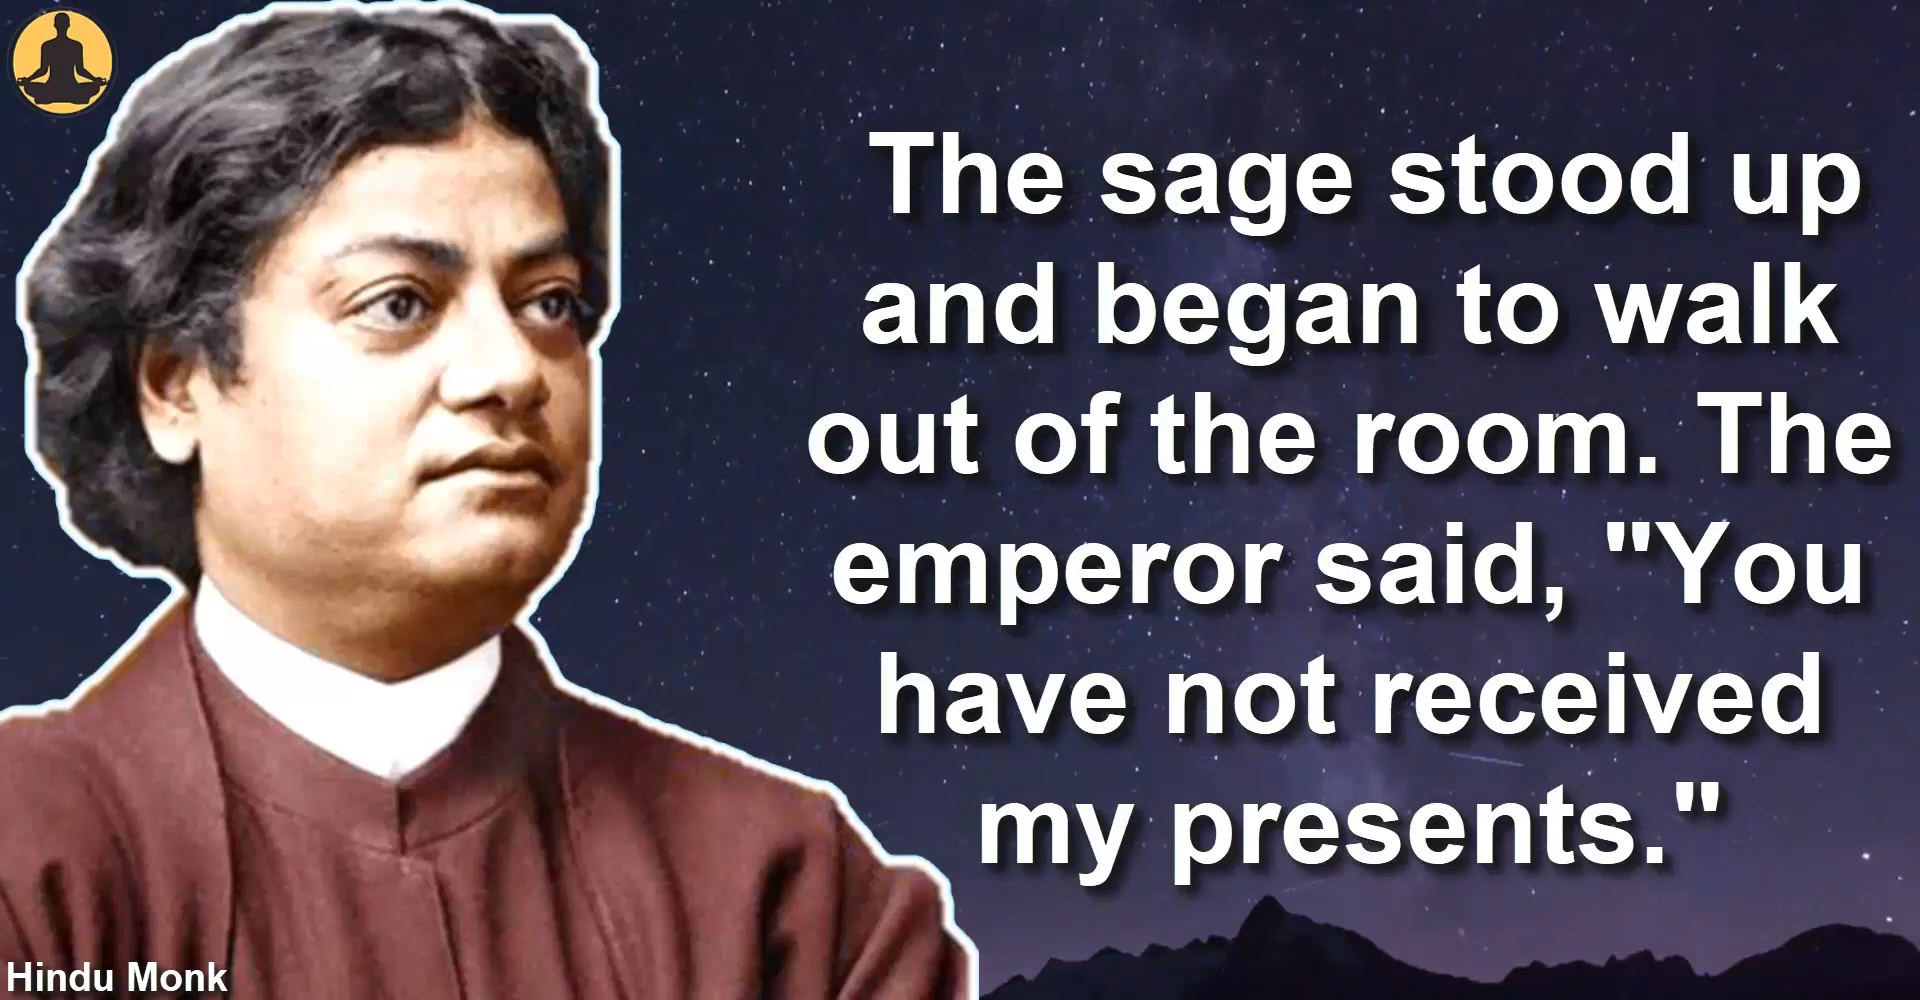 The sage stood up
and began to walk
out of the room. The
emperor said, "You
have not received
my presents."
Hindu Monk